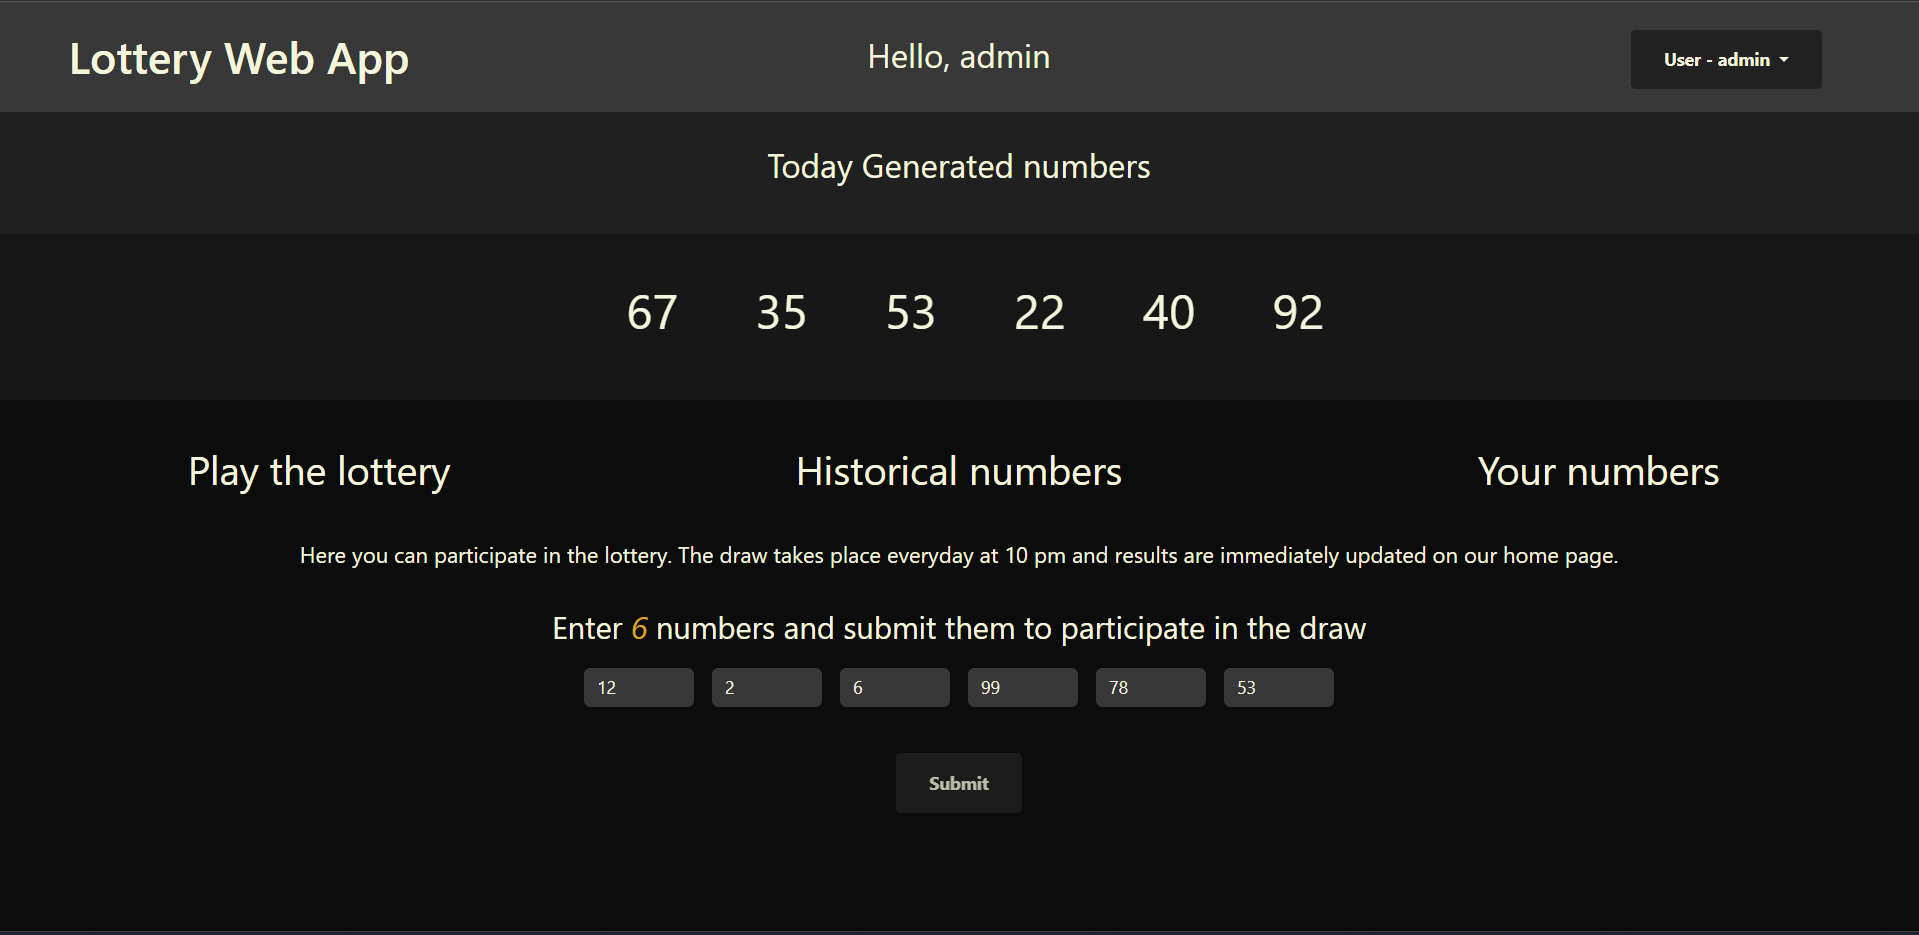 Lottery Web App
Hello, admin
User - admin
Today Generated numbers
67 35 53 22 40 92
Play the lottery
Historical numbers
Your numbers
Here you can participate in the lottery. The draw takes place everyday at 10 pm and results are immediately updated on our home page.
Enter 6 numbers and submit them to participate in the draw
12 2 6 99 78 53
Submit